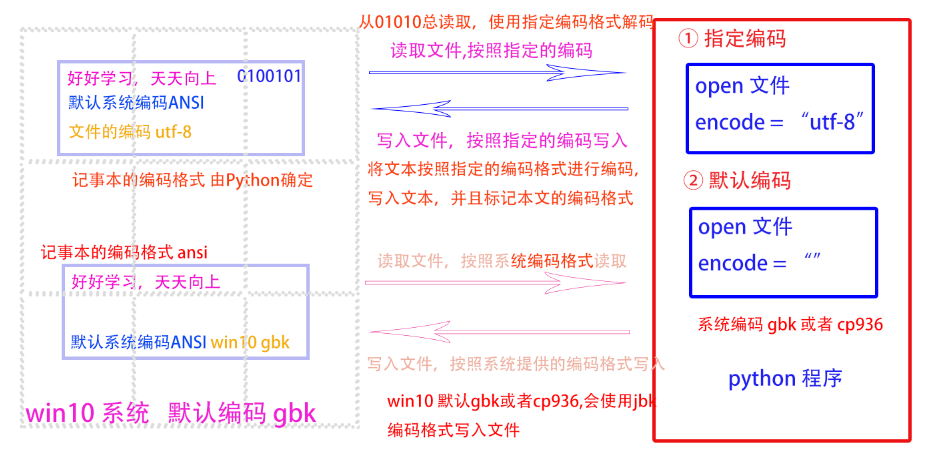 好好学习，天天向上 0100101
默认系统编码ANSI
文件的编码 utf-8
记事本的编码格式 由Python确定
记事本的编码格式 ansi
好好学习，天天向上
默认系统编码ANSI win10 gbk
win10 系统 默认编码 gbk
从01010总读取，使用指定编码格式解码
读取文件,按照指定的编码
写入文件，按照指定的编码写入
将文本按照指定的编码格式进行编码，
写入文本，并且标记本文的编码格式
读取文件，按照系统编码格式读取
写入文件，按照系统提供的编码格式写入
win10 默认gbk或者cp936,会使用jbk
编码格式写入文件
① 指定编码
open 文件
encode = “utf-8”
② 默认编码
open 文件
encode = “”
系统编码 gbk 或者 cp936
python 程序